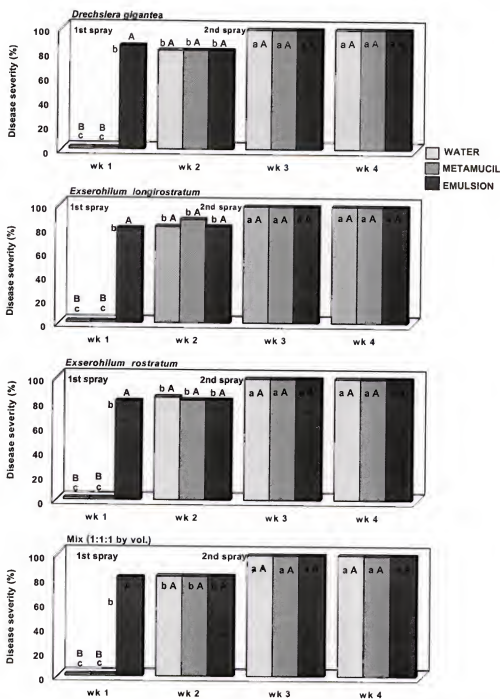 Drechslera gigantea
Disease severity (%)
100
80
60
40
20
0
1st spray
2nd spray
B B
c c
b A
b A b A b A
a A a A a A
a A a A a A
wk 1 wk 2 wk 3 wk 4
WATER
METAMUCIL
EMULSION
Exserohilum longirostratum
Disease severity (%)
100
80
60
40
20
0
1st spray
2nd spray
B B
c c
b A
b A b A b A
a A a A a A
a A a A
wk 1 wk 2 wk 3 wk 4
Exserohilum rostratum
Disease severity (%)
100
80
60
40
20
0
1st spray
2nd spray
B B
c c
b A
b A b A b A
a A a A a A
a A a A
wk 1 wk 2 wk 3 wk 4
Mix (1:1:1 by vol.)
Disease severity (%)
100
80
60
40
20
0
1st spray
2nd spray
B B
c c
b A
b A b A b A
a A a A a A
a A a A
wk 1 wk 2 wk 3 wk 4